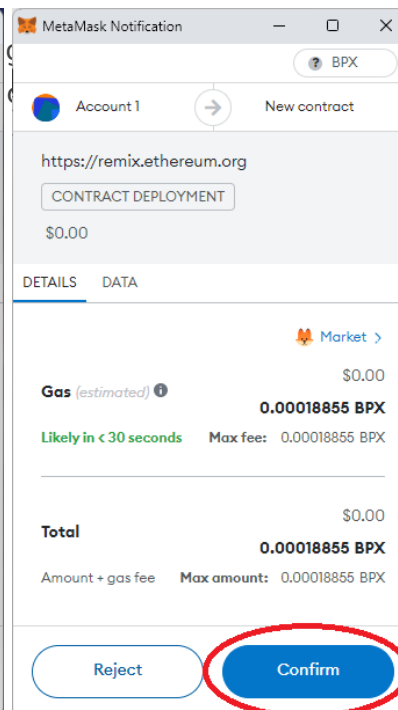 MetaMask Notification
BPX
Account 1
New contract
https://remix.ethereum.org
CONTRACT DEPLOYMENT
$0.00
DETAILS DATA
Market >
$0.00
Gas (estimated)
0.00018855 BPX
Likely in < 30 seconds Max fee: 0.00018855 BPX
$0.00
Total
0.00018855 BPX
Amount + gas fee Max amount: 0.00018855 BPX
Reject Confirm